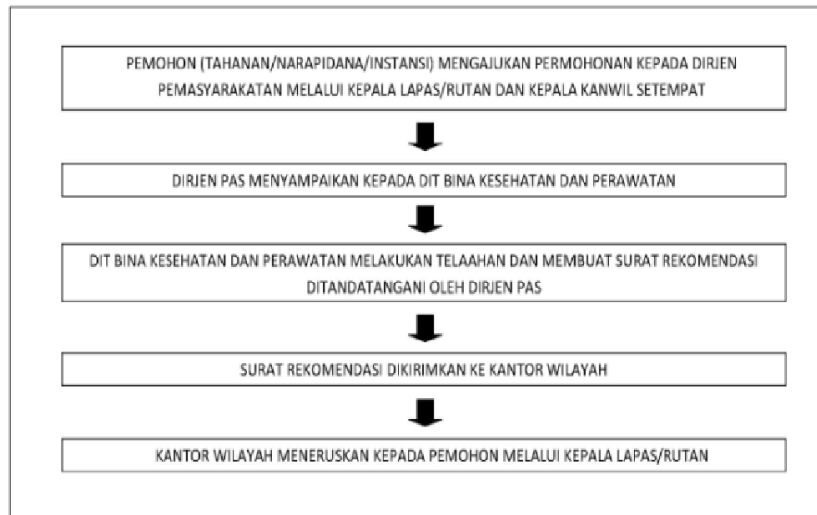 PEMOHON (TAHANAN/NARAPIDANA/INSTANSI) MENGAJUKAN PERMOHONAN KEPADA DIRJEN
PEMASYARAKATAN MELALUI KEPALA LAPAS/RUTAN DAN KEPALA KANWIL SETEMPAT
DIRJEN PAS MENYAMPAIKAN KEPADA DIT BINA KESEHATAN DAN PERAWATAN
DIT BINA KESEHATAN DAN PERAWATAN MELAKUKAN TELAAHAN DAN MEMBUAT SURAT REKOMENDASI
DITANDATANGANI OLEH DIRJEN PAS
SURAT REKOMENDASI DIKIRIMKAN KE KANTOR WILAYAH
KANTOR WILAYAH MENERUSKAN KEPADA PEMOHON MELALUI KEPALA LAPAS/RUTAN